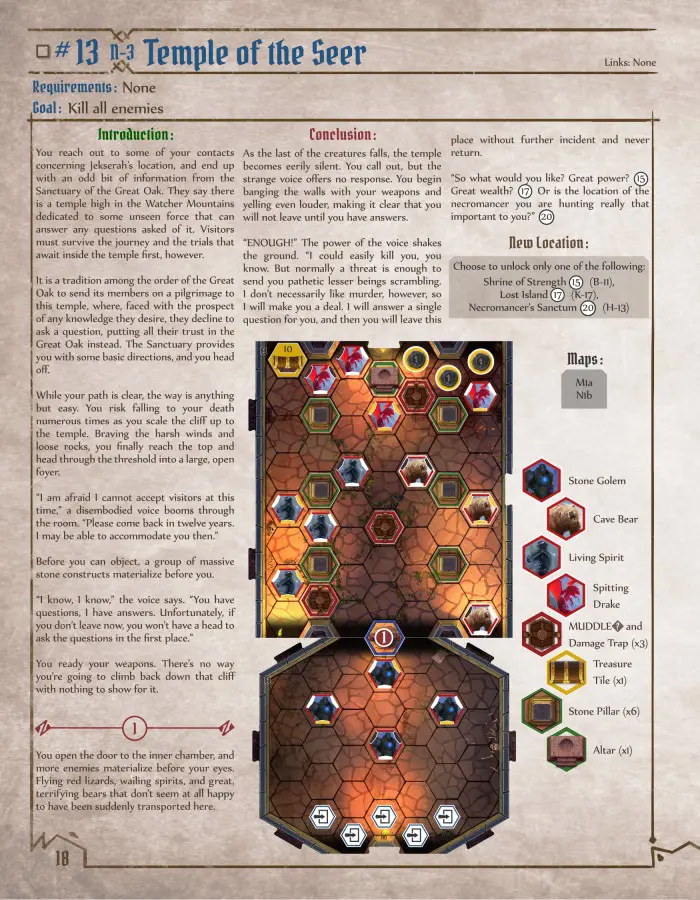 #13 N-3 Temple of the Seer
Links: None
Requirements: None
Goal: Kill all enemies
Introduction:
You reach out to some of your contacts
concerning Jekserah's location, and end up
with an odd bit of information from the
Sanctuary of the Great Oak. They say there
is a temple high in the Watcher Mountains
dedicated to some unseen force that can
answer any questions asked of it. Visitors
must survive the journey and the trials that
await inside the temple first, however.
It is a tradition among the order of the Great
Oak to send its members on a pilgrimage to
this temple, where, faced with the prospect
of any knowledge they desire, they decline to
ask a question, putting all their trust in the
Great Oak instead. The Sanctuary provides
you with some basic directions, and you head
off.
While your path is clear, the way is anything
but easy. You risk falling to your death
numerous times as you scale the cliff up to
the temple. Braving the harsh winds and
loose rocks, you finally reach the top and
head through the threshold into a large, open
foyer.
"I am afraid I cannot accept visitors at this
time," a disembodied voice booms through
the room. "Please come back in twelve years.
I may be able to accommodate you then."
Before you can object, a group of massive
stone constructs materialize before you.
"I know, I know," the voice says. "You have
questions, I have answers. Unfortunately, if
you don't leave now, you won't have a head to
ask the questions in the first place."
You ready your weapons. There's no way
you're going to climb back down that cliff
with nothing to show for it.
1
You open the door to the inner chamber, and
more enemies materialize before your eyes.
Flying red lizards, wailing spirits, and great,
terrifying bears that don't seem at all happy
to have been suddenly transported here.
Conclusion:
As the last of the creatures falls, the temple
becomes eerily silent. You call out, but the
strange voice offers no response. You begin
banging the walls with your weapons and
yelling even louder, making it clear that you
will not leave until you have answers.
"ENOUGH!" The power of the voice shakes
the ground. "I could easily kill you, you
know. But normally a threat is enough to
send you pathetic lesser beings scrambling.
I don't necessarily like murder, however, so
I will make you a deal. I will answer a single
question for you, and then you will leave this
place without further incident and never
return.
"So what would you like? Great power? 15
Great wealth? 17 Or is the location of the
necromancer you are hunting really that
important to you?" 20
New Location:
Choose to unlock only one of the following:
Shrine of Strength 15 (B-11),
Lost Island 17 (K-17),
Necromancer's Sanctum 20 (H-13)
Maps:
M1a
N1b
10
1
1
1
1
Stone Golem
Cave Bear
Living Spirit
Spitting
Drake
MUDDLE� and
Damage Trap (x3)
Treasure
Tile (x1)
Stone Pillar (x6)
Altar (x1)
18